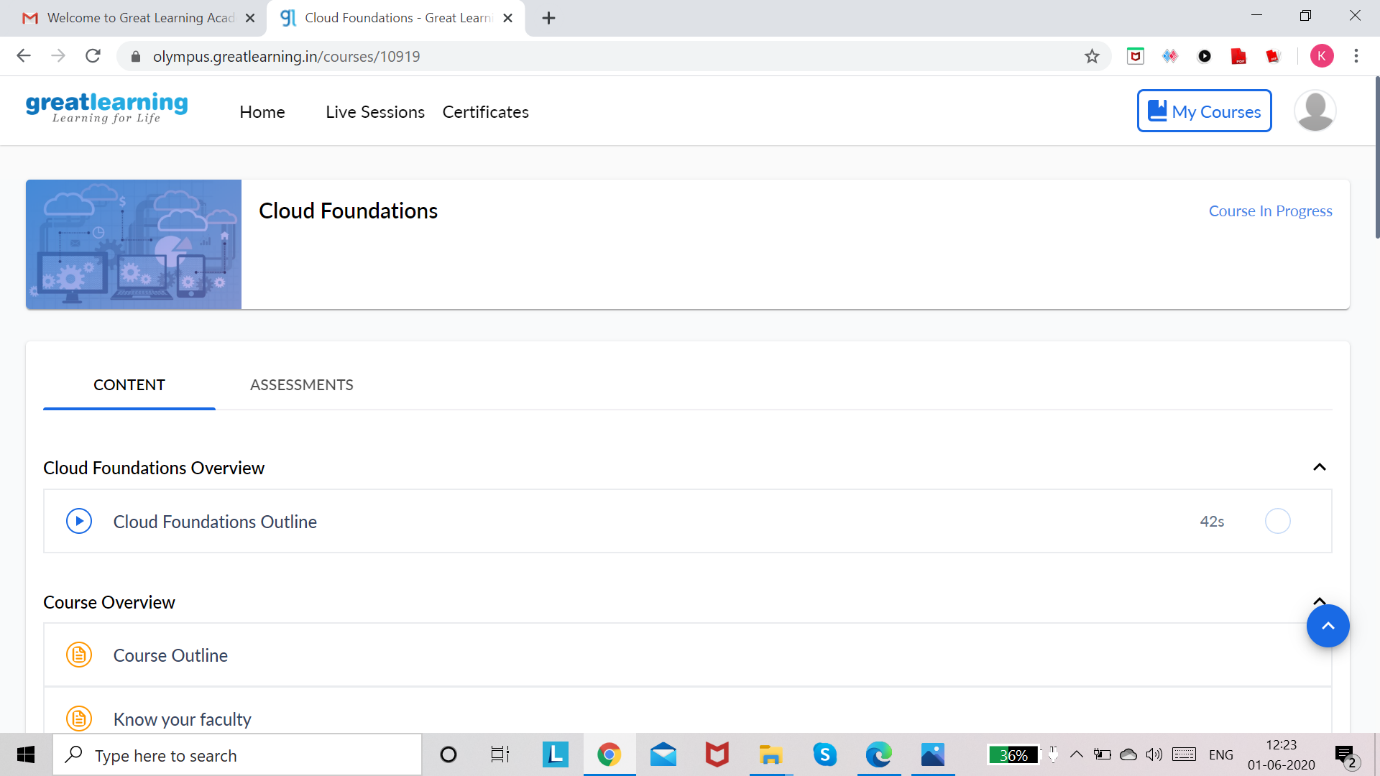 Welcome to Great Learning Acad
Cloud Foundations - Great Learni
olympus.greatlearning.in/courses/10919
K
greatlearning
Learning for Life
Home
Live Sessions
Certificates
My Courses
$
Cloud Foundations
Course In Progress
CONTENT
ASSESSMENTS
Cloud Foundations Overview
Cloud Foundations Outline
42s
Course Overview
Course Outline
Know your faculty
Type here to search
L
S
36%
ENG
12:23
01-06-2020
2